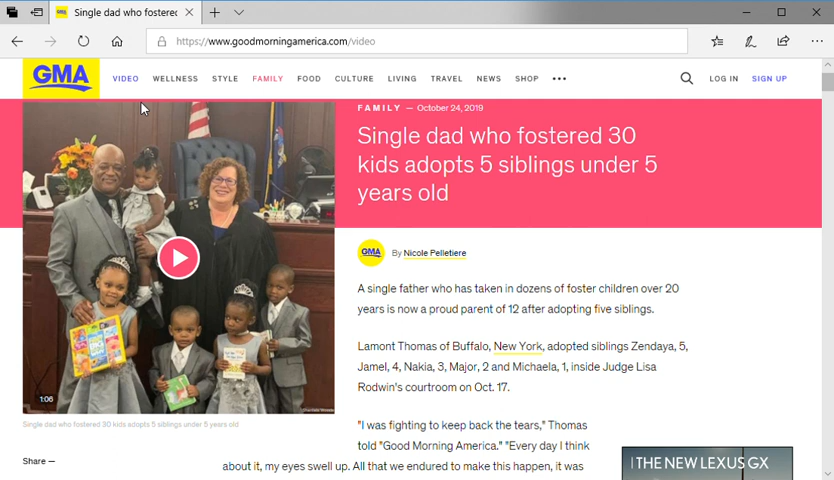 Single dad who fostered
https://www.goodmorningamerica.com/video
GMA
VIDEO WELLNESS STYLE FAMILY FOOD CULTURE LIVING TRAVEL NEWS SHOP ••• LOG IN SIGN UP
FAMILY — October 24, 2019
Single dad who fostered 30
kids adopts 5 siblings under 5
years old
1:06
Single dad who fostered 30 kids adopts 5 siblings under 5 years old
Share —
GMA By Nicole Pelletiere
A single father who has taken in dozens of foster children over 20
years is now a proud parent of 12 after adopting five siblings.
Lamont Thomas of Buffalo, New York, adopted siblings Zendaya, 5,
Jamel, 4, Nakia, 3, Major, 2 and Michaela, 1, inside Judge Lisa
Rodwin's courtroom on Oct. 17.
"I was fighting to keep back the tears," Thomas
told "Good Morning America." "Every day I think
about it, my eyes swell up. All that we endured to make this happen, it was
THE NEW LEXUS GX